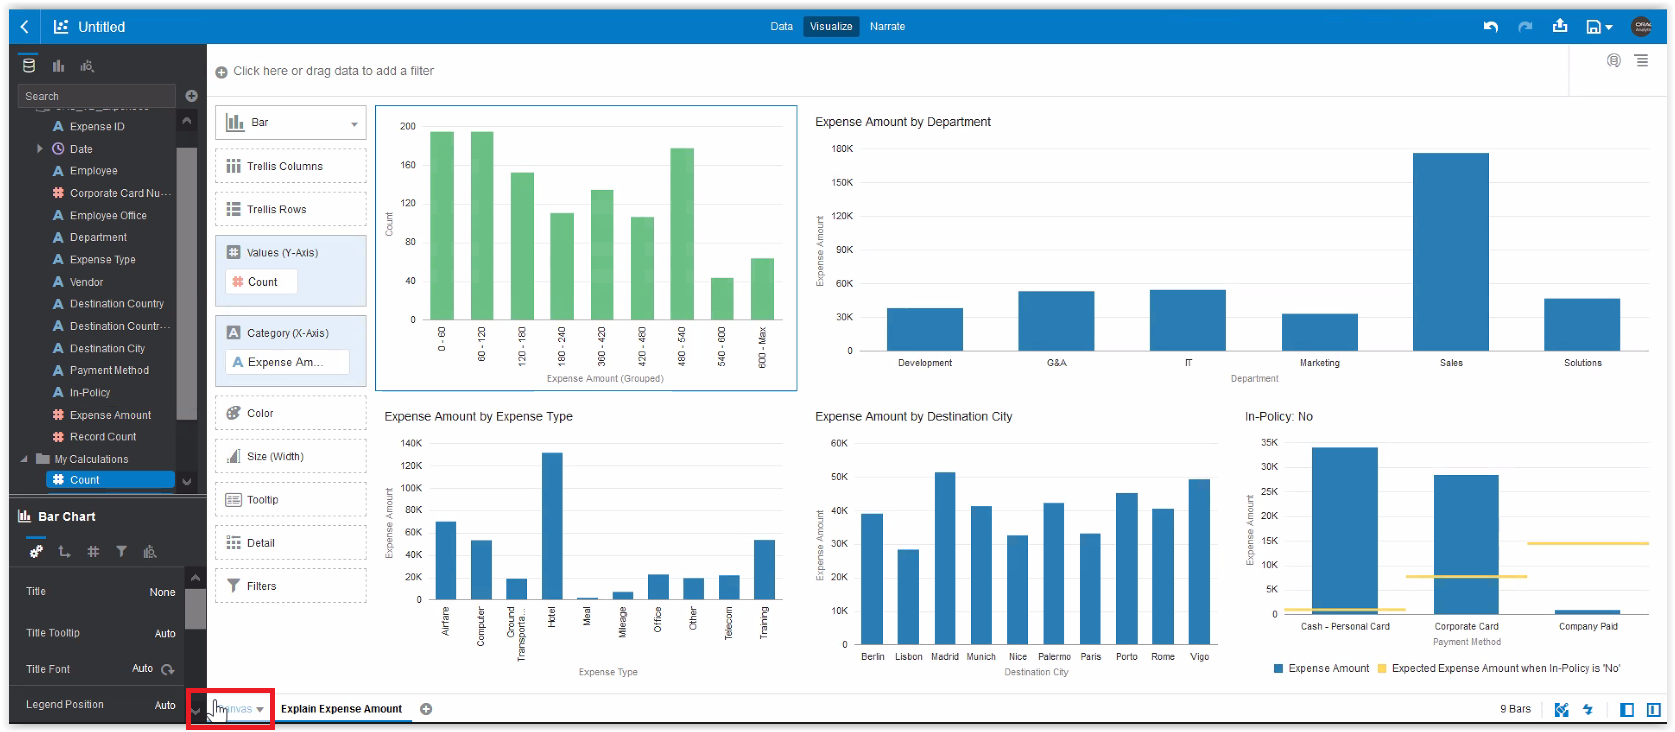 Untitled
Data Visualize Narrate
Search
Expense ID
Date
Employee
Corporate Card Nu...
Employee Office
Department
Expense Type
Vendor
Destination Country
Destination Countr...
Destination City
Payment Method
In-Policy
Expense Amount
Record Count
My Calculations
Count
Bar Chart
Title None
Title Tooltip Auto
Title Font Auto
Legend Position Auto
Click here or drag data to add a filter
Bar
Trellis Columns
Trellis Rows
Values (Y-Axis)
Count
Category (X-Axis)
Expense Am...
Color
Size (Width)
Tooltip
Detail
Filters
200
160
120
80
40
0
Count
0 - 60
60 - 120
120 - 180
180 - 240
360 - 420
420 - 480
480 - 540
540 - 600
600 - Max
Expense Amount (Grouped)
Expense Amount by Department
180K
150K
120K
90K
60K
30K
0
Expense Amount
Development G&A IT Marketing Sales Solutions
Department
Expense Amount by Expense Type
140K
120K
100K
80K
60K
40K
20K
0
Expense Amount
Airfare
Computer
Ground
Transporta...
Hotel
Meal
Mileage
Office
Other
Telecom
Training
Expense Type
Expense Amount by Destination City
60K
50K
40K
30K
20K
10K
0
Expense Amount
Berlin Lisbon Madrid Munich Nice Palermo Paris Porto Rome Vigo
Destination City
In-Policy: No
35K
30K
25K
20K
15K
10K
5K
0
Expense Amount
Cash - Personal Card Corporate Card Company Paid
Payment Method
Expense Amount Expected Expense Amount when In-Policy is 'No'
Explain Expense Amount
9 Bars